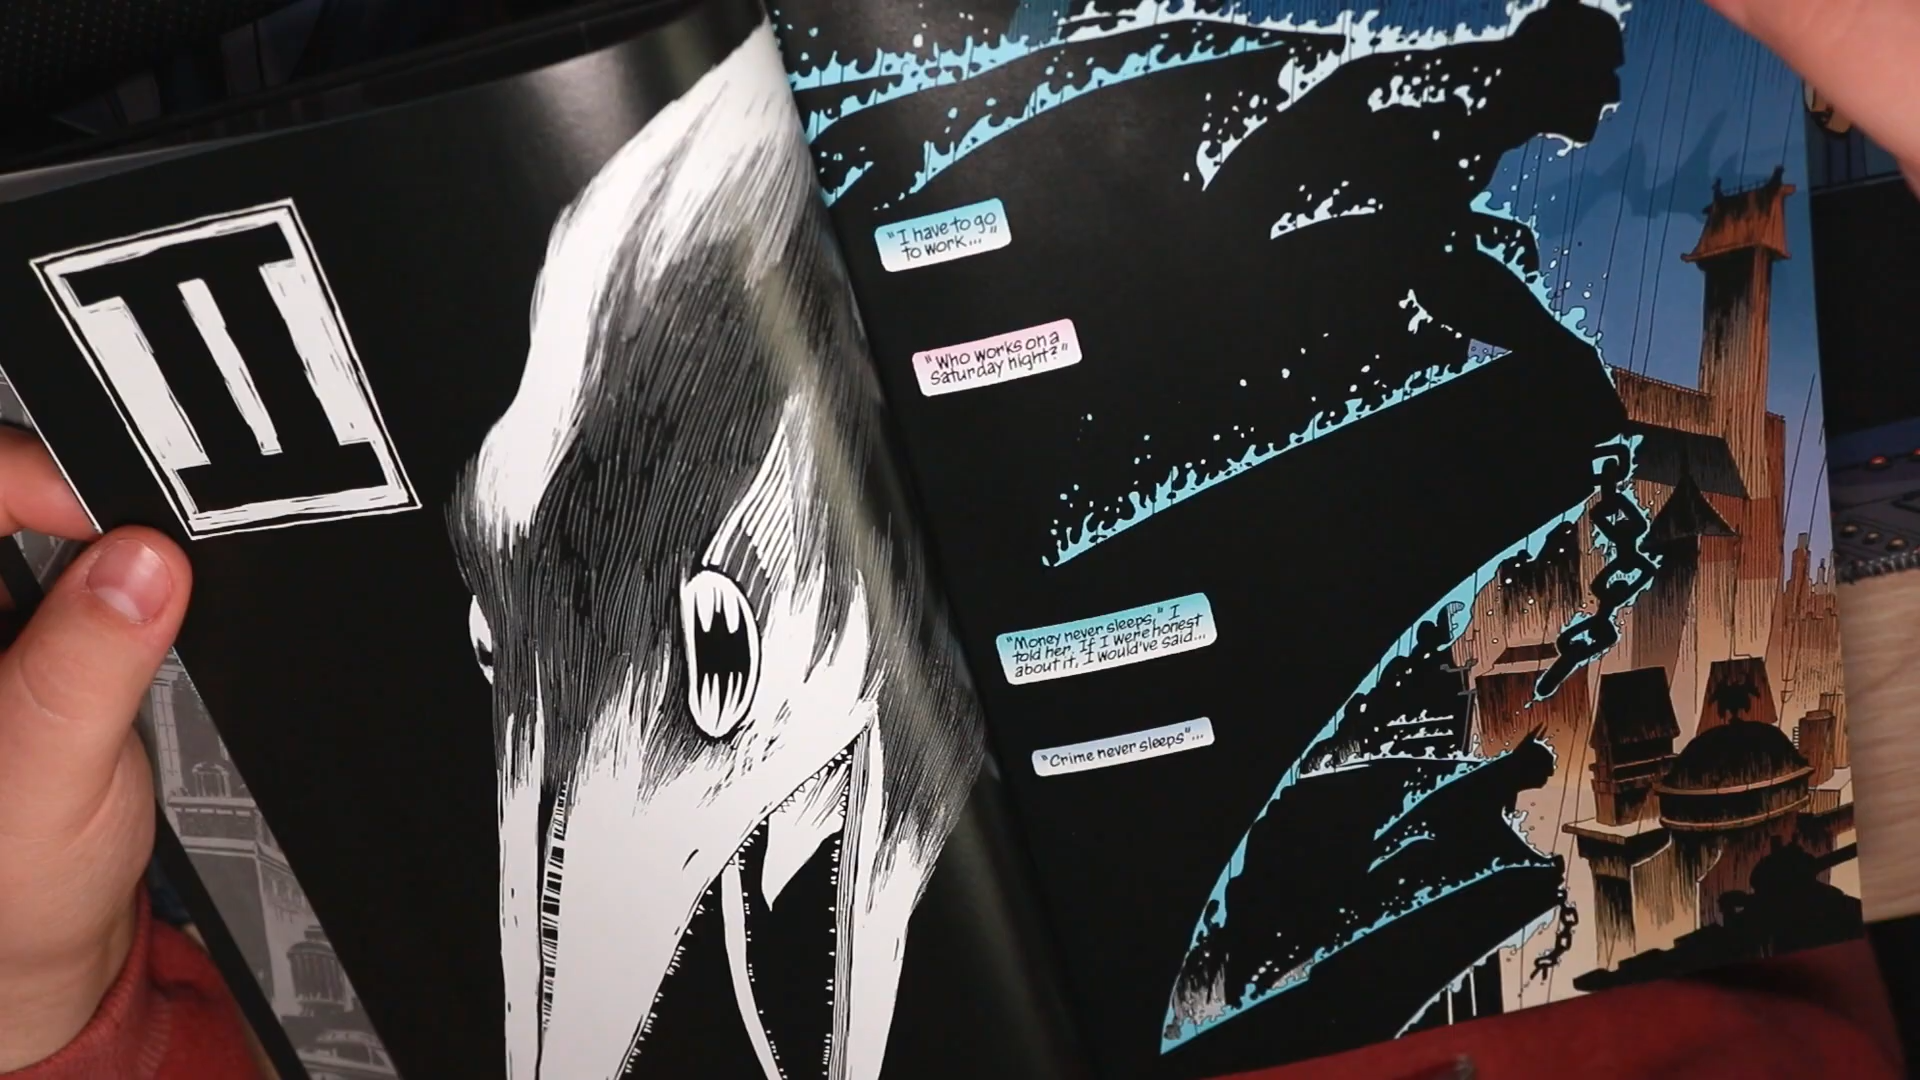 II
"I have to go
to work..."
"Who works on a
Saturday night?"
"Money never sleeps," I
told her. If I were honest
about it, I would've said...
"Crime never sleeps"...